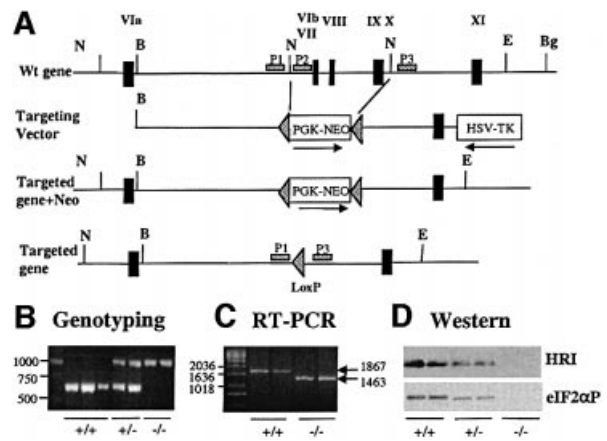 A
VIa VIb VIII IX X XI
VII
N B P1 N P2 N P3 E Bg
Wt gene
B
Targeting
Vector
PGK-NEO
HSV-TK
N B E
Targeted
gene+Neo
PGK-NEO
N B P1 P3 E
Targeted
gene
LoxP
B Genotyping
1000
750
500
+/+ +/- -/-
C RT-PCR
2036
1636
1018
1867
1463
+/+ -/-
D Western
HRI
eIF2αP
+/+ +/- -/-